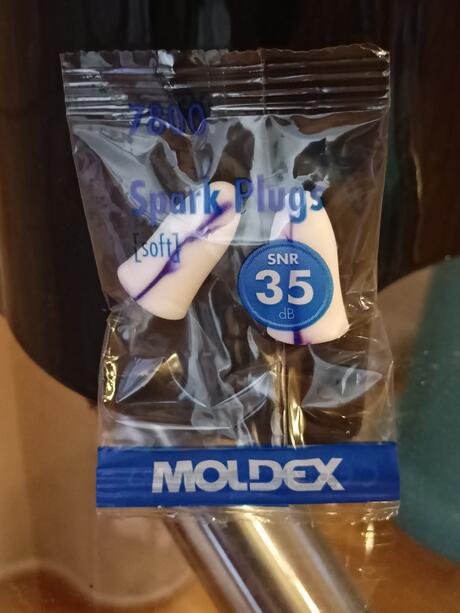 7800
Spark Plugs
[soft]
SNR
35
dB
MOLDEX